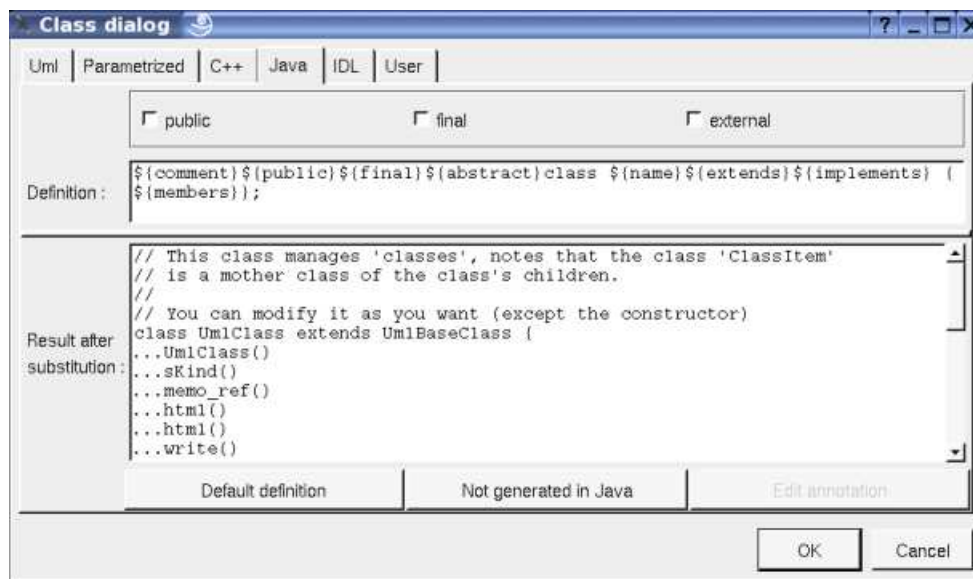 Class dialog
?
Uml Parametrized C++ Java IDL User
public final external
Definition :
${comment}${public}${final}${abstract}class ${name}${extends}${implements} {
${members}};
Result after
substitution :
// This class manages 'classes', notes that the class 'ClassItem'
// is a mother class of the class's children.
//
// You can modify it as you want (except the constructor)
class UmlClass extends UmlBaseClass {
...UmlClass()
...sKind()
...memo_ref()
...html()
...html()
...write()
Default definition Not generated in Java Edit annotation
OK Cancel